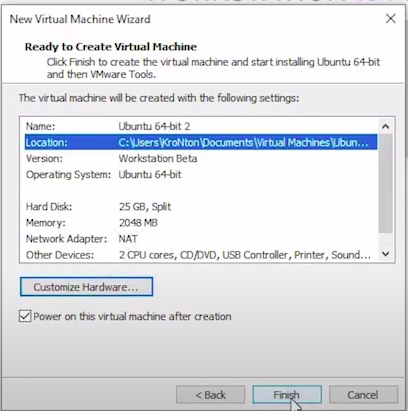 New Virtual Machine Wizard
Ready to Create Virtual Machine
Click Finish to create the virtual machine and start installing Ubuntu 64-bit
and then VMware Tools.
The virtual machine will be created with the following settings:
Name: Ubuntu 64-bit 2
Location: C:\Users\KroNton\Documents\Virtual Machines\Ubun...
Version: Workstation Beta
Operating System: Ubuntu 64-bit
Hard Disk: 25 GB, Split
Memory: 2048 MB
Network Adapter: NAT
Other Devices: 2 CPU cores, CD/DVD, USB Controller, Printer, Sound...
Customize Hardware...
Power on this virtual machine after creation
< Back Finish Cancel